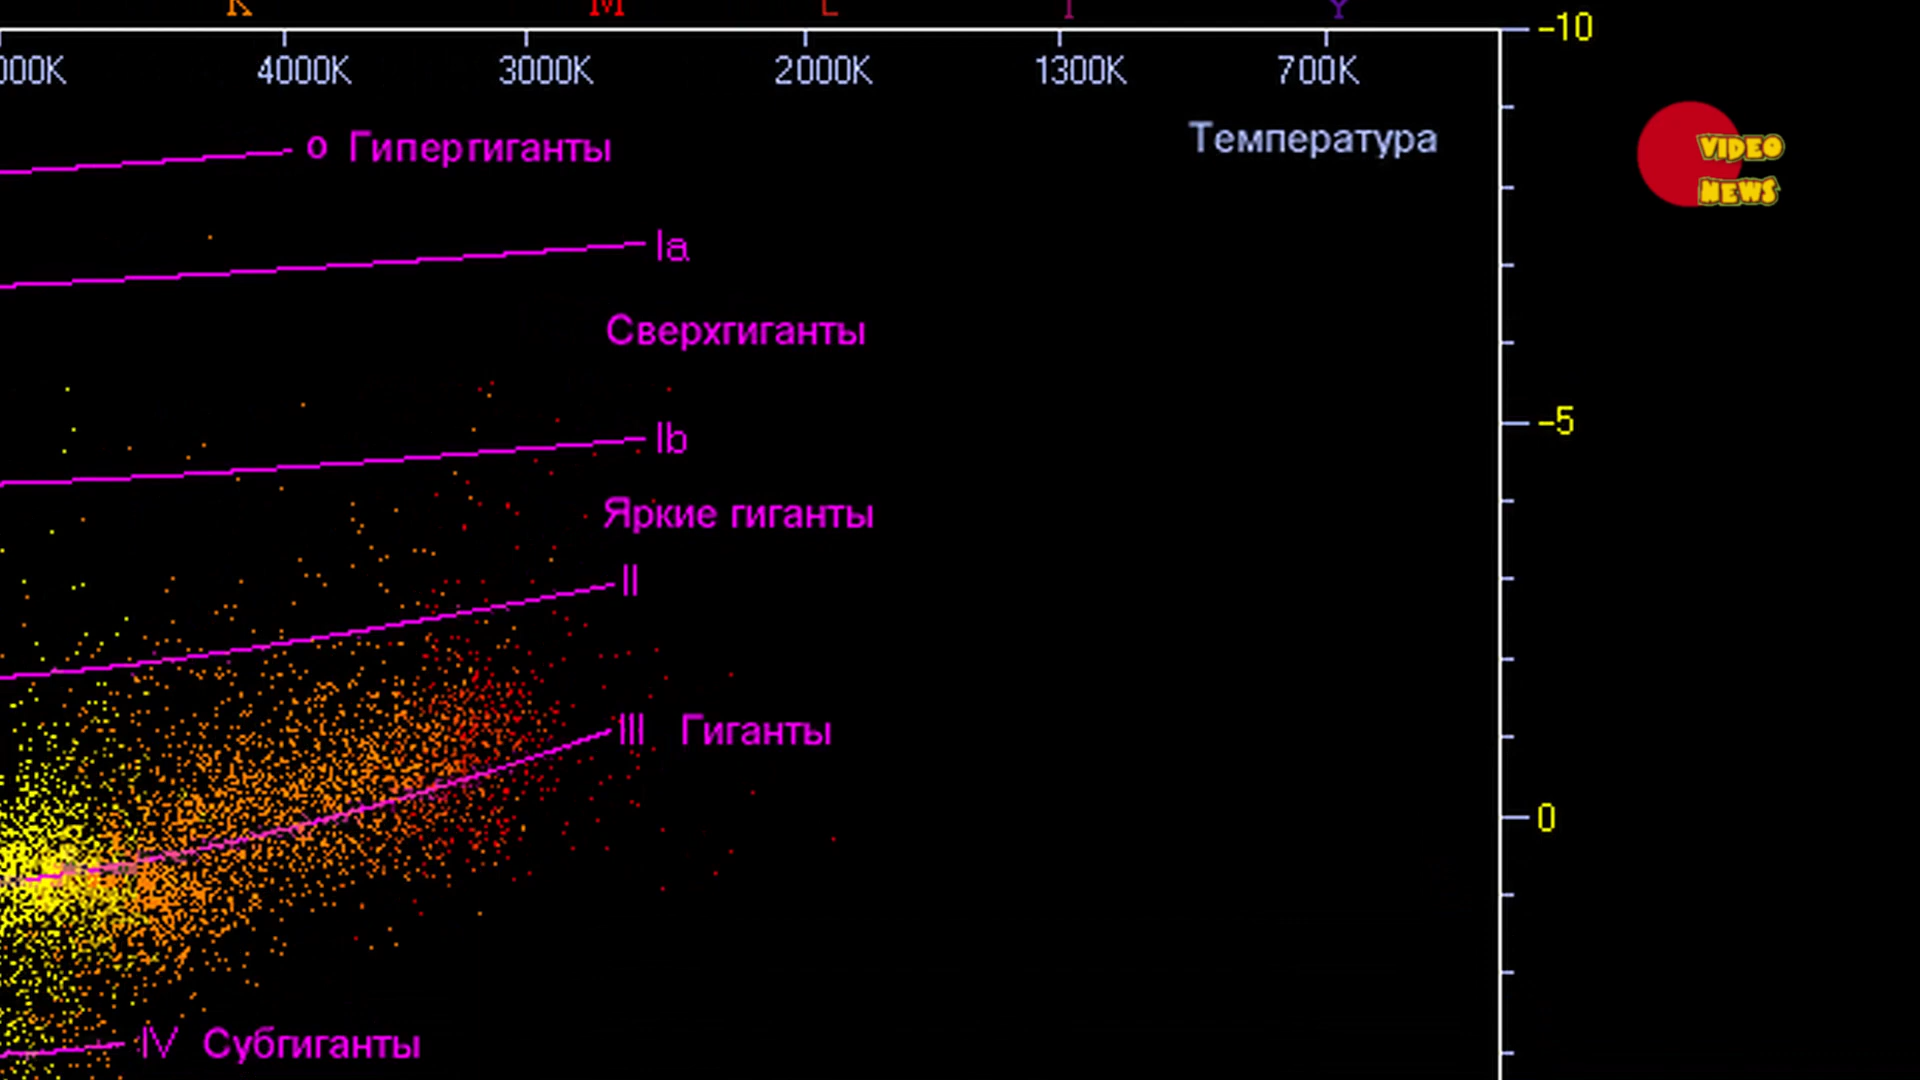 K M L T Y
-10
4000K 3000K 2000K 1300K 700K
Температура
VIDEO
NEWS
o Гипергиганты
Ia
Сверхгиганты
-5
Ib
Яркие гиганты
II
III Гиганты
0
IV Субгиганты